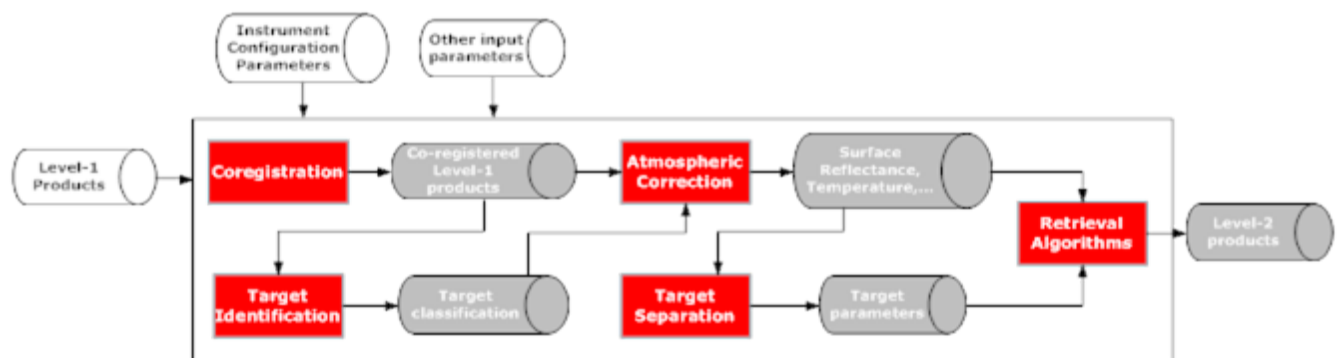 Instrument
Configuration
Parameters
Other input
parameters
Level-1
Products
Coregistration
Co-registered
Level-1
products
Atmospheric
Correction
Surface
Reflectance,
Temperature,...
Retrieval
Algorithms
Level-2
products
Target
Identification
Target
classification
Target
Separation
Target
parameters